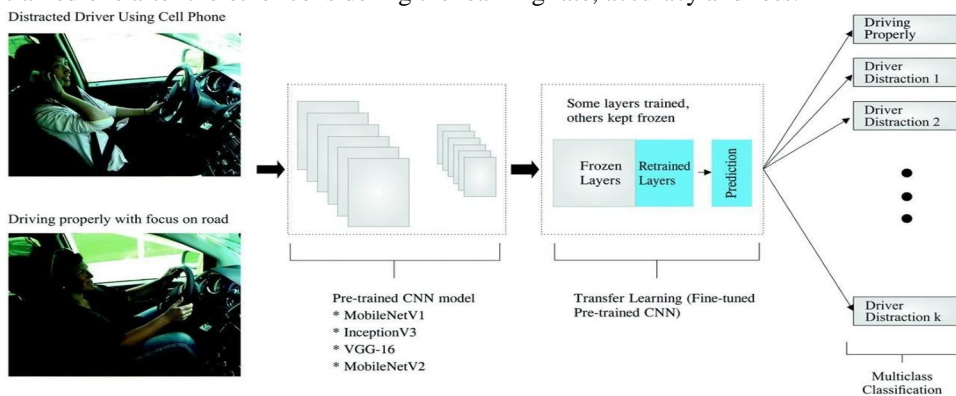 Distracted Driver Using Cell Phone
Driving properly with focus on road
Pre-trained CNN model
* MobileNetV1
* InceptionV3
* VGG-16
* MobileNetV2
Some layers trained,
others kept frozen
Frozen
Layers
Retrained
Layers
Prediction
Transfer Learning (Fine-tuned
Pre-trained CNN)
Driving
Properly
Driver
Distraction 1
Driver
Distraction 2
Driver
Distraction k
Multiclass
Classification